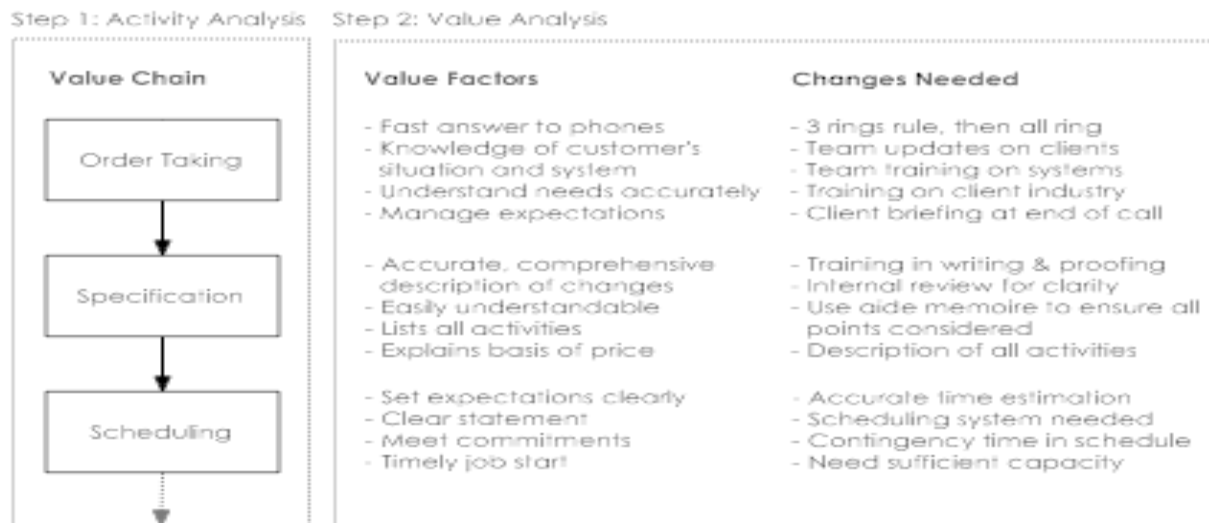 Step 1: Activity Analysis
Step 2: Value Analysis
Value Chain
Value Factors
Changes Needed
Order Taking
- Fast answer to phones
- Knowledge of customer's
situation and system
- Understand needs accurately
- Manage expectations
- 3 rings rule, then all ring
- Team updates on clients
- Team training on systems
- Training on client industry
- Client briefing at end of call
Specification
- Accurate, comprehensive
description of changes
- Easily understandable
- Lists all activities
- Explains basis of price
- Training in writing & proofing
- Internal review for clarity
- Use aide memoire to ensure all
points considered
- Description of all activities
Scheduling
- Set expectations clearly
- Clear statement
- Meet commitments
- Timely job start
- Accurate time estimation
- Scheduling system needed
- Contingency time in schedule
- Need sufficient capacity